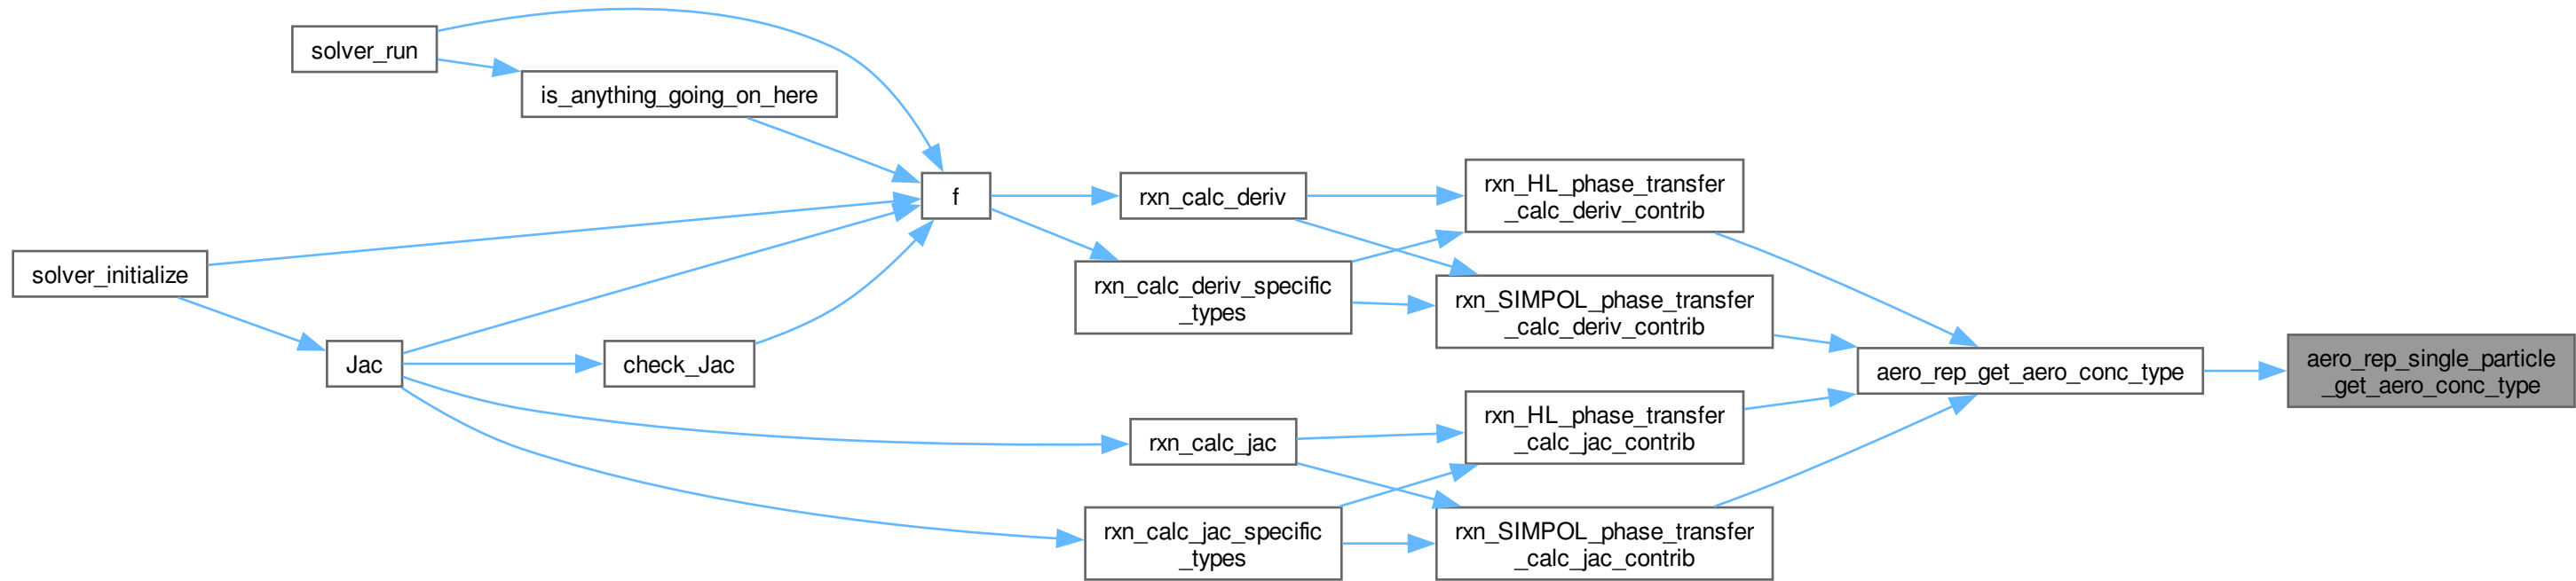 solver_run
is_anything_going_on_here
f
rxn_calc_deriv
rxn_HL_phase_transfer
_calc_deriv_contrib
solver_initialize
rxn_calc_deriv_specific
_types
rxn_SIMPOL_phase_transfer
_calc_deriv_contrib
Jac
check_Jac
aero_rep_get_aero_conc_type
aero_rep_single_particle
_get_aero_conc_type
rxn_calc_jac
rxn_HL_phase_transfer
_calc_jac_contrib
rxn_calc_jac_specific
_types
rxn_SIMPOL_phase_transfer
_calc_jac_contrib